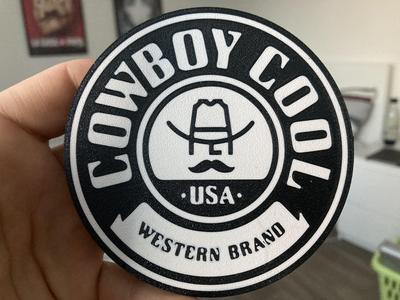 COWBOY COOL
· USA ·
WESTERN BRAND